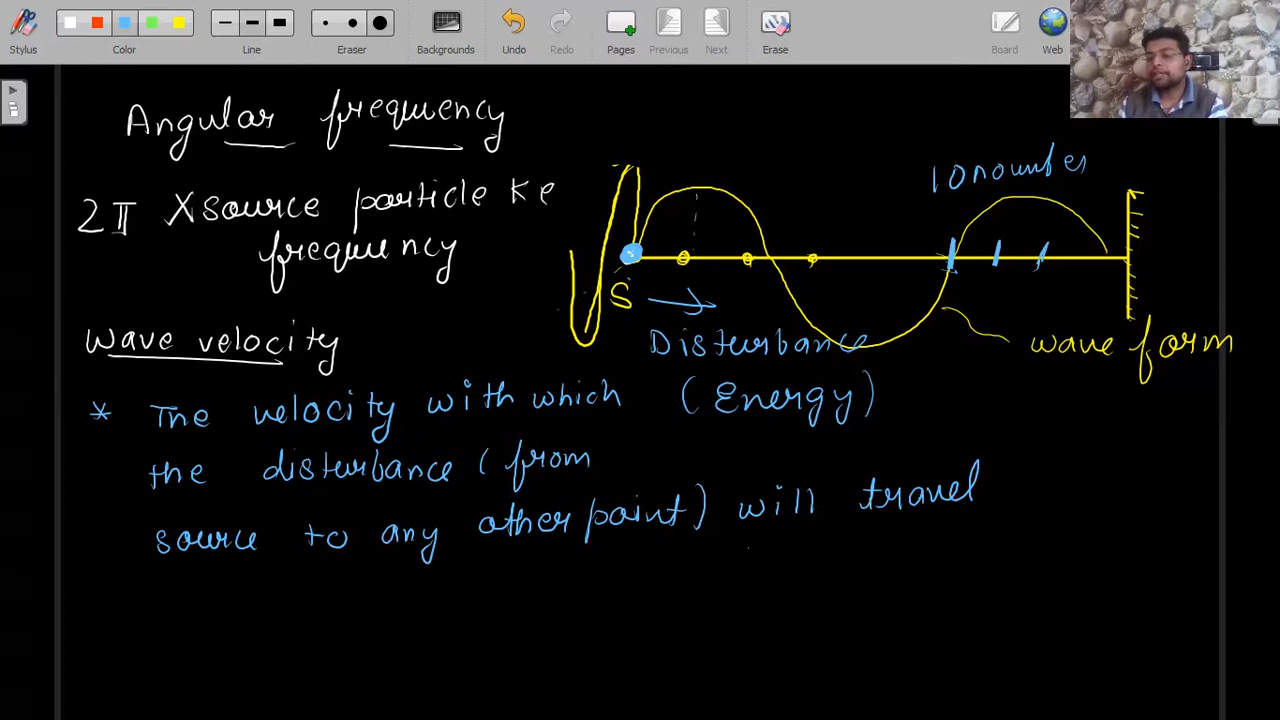 Stylus
Color
Line
Eraser
Backgrounds
Undo
Redo
Pages
Previous
Next
Erase
Board
Web
Angular frequency
2π X source particle ke
frequency
10 number
S
Disturbance
(Energy)
wave form
Wave velocity
* The velocity with which
the disturbance (from
source to any other point) will travel